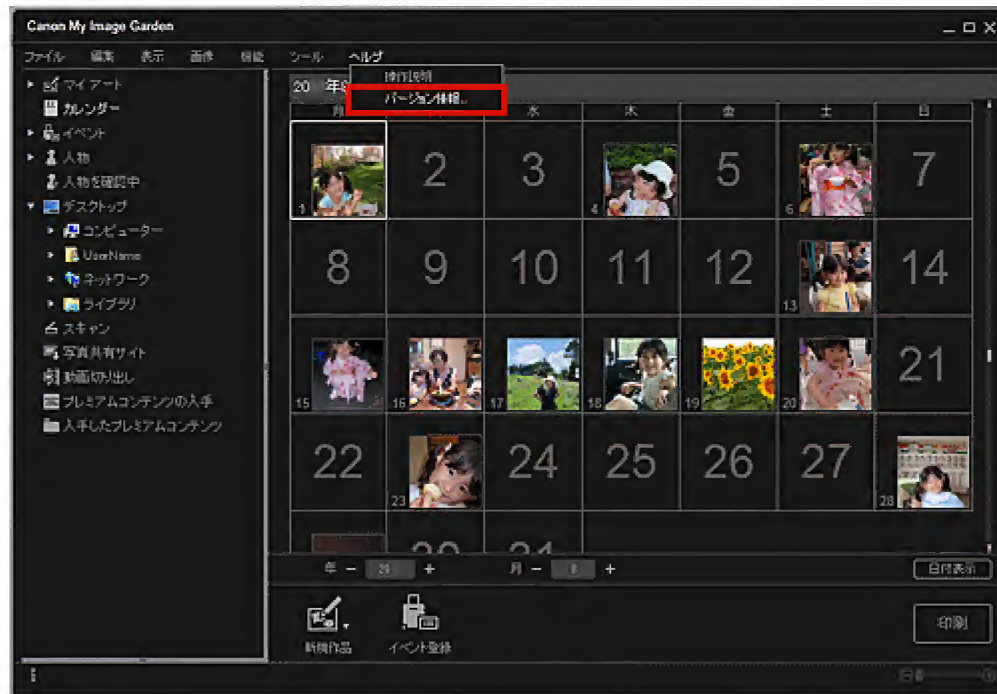 Canon My Image Garden
ファイル 編集 表示 画像 機能 ツール ヘルプ
操作説明
バージョン情報...
マイ アート
カレンダー
イベント
人物
人物を確認中
デスクトップ
コンピューター
UserName
ネットワーク
ライブラリ
スキャン
写真共有サイト
動画切り出し
プレミアムコンテンツの入手
入手したプレミアムコンテンツ
20 年
月 水 木 金 土 日
1 2 3 4 5 6 7
8 9 10 11 12 13 14
15 16 17 18 19 20 21
22 23 24 25 26 27 28
30 31
年 − 20 + 月 − 8 + 日付表示
新規作品 イベント登録 印刷